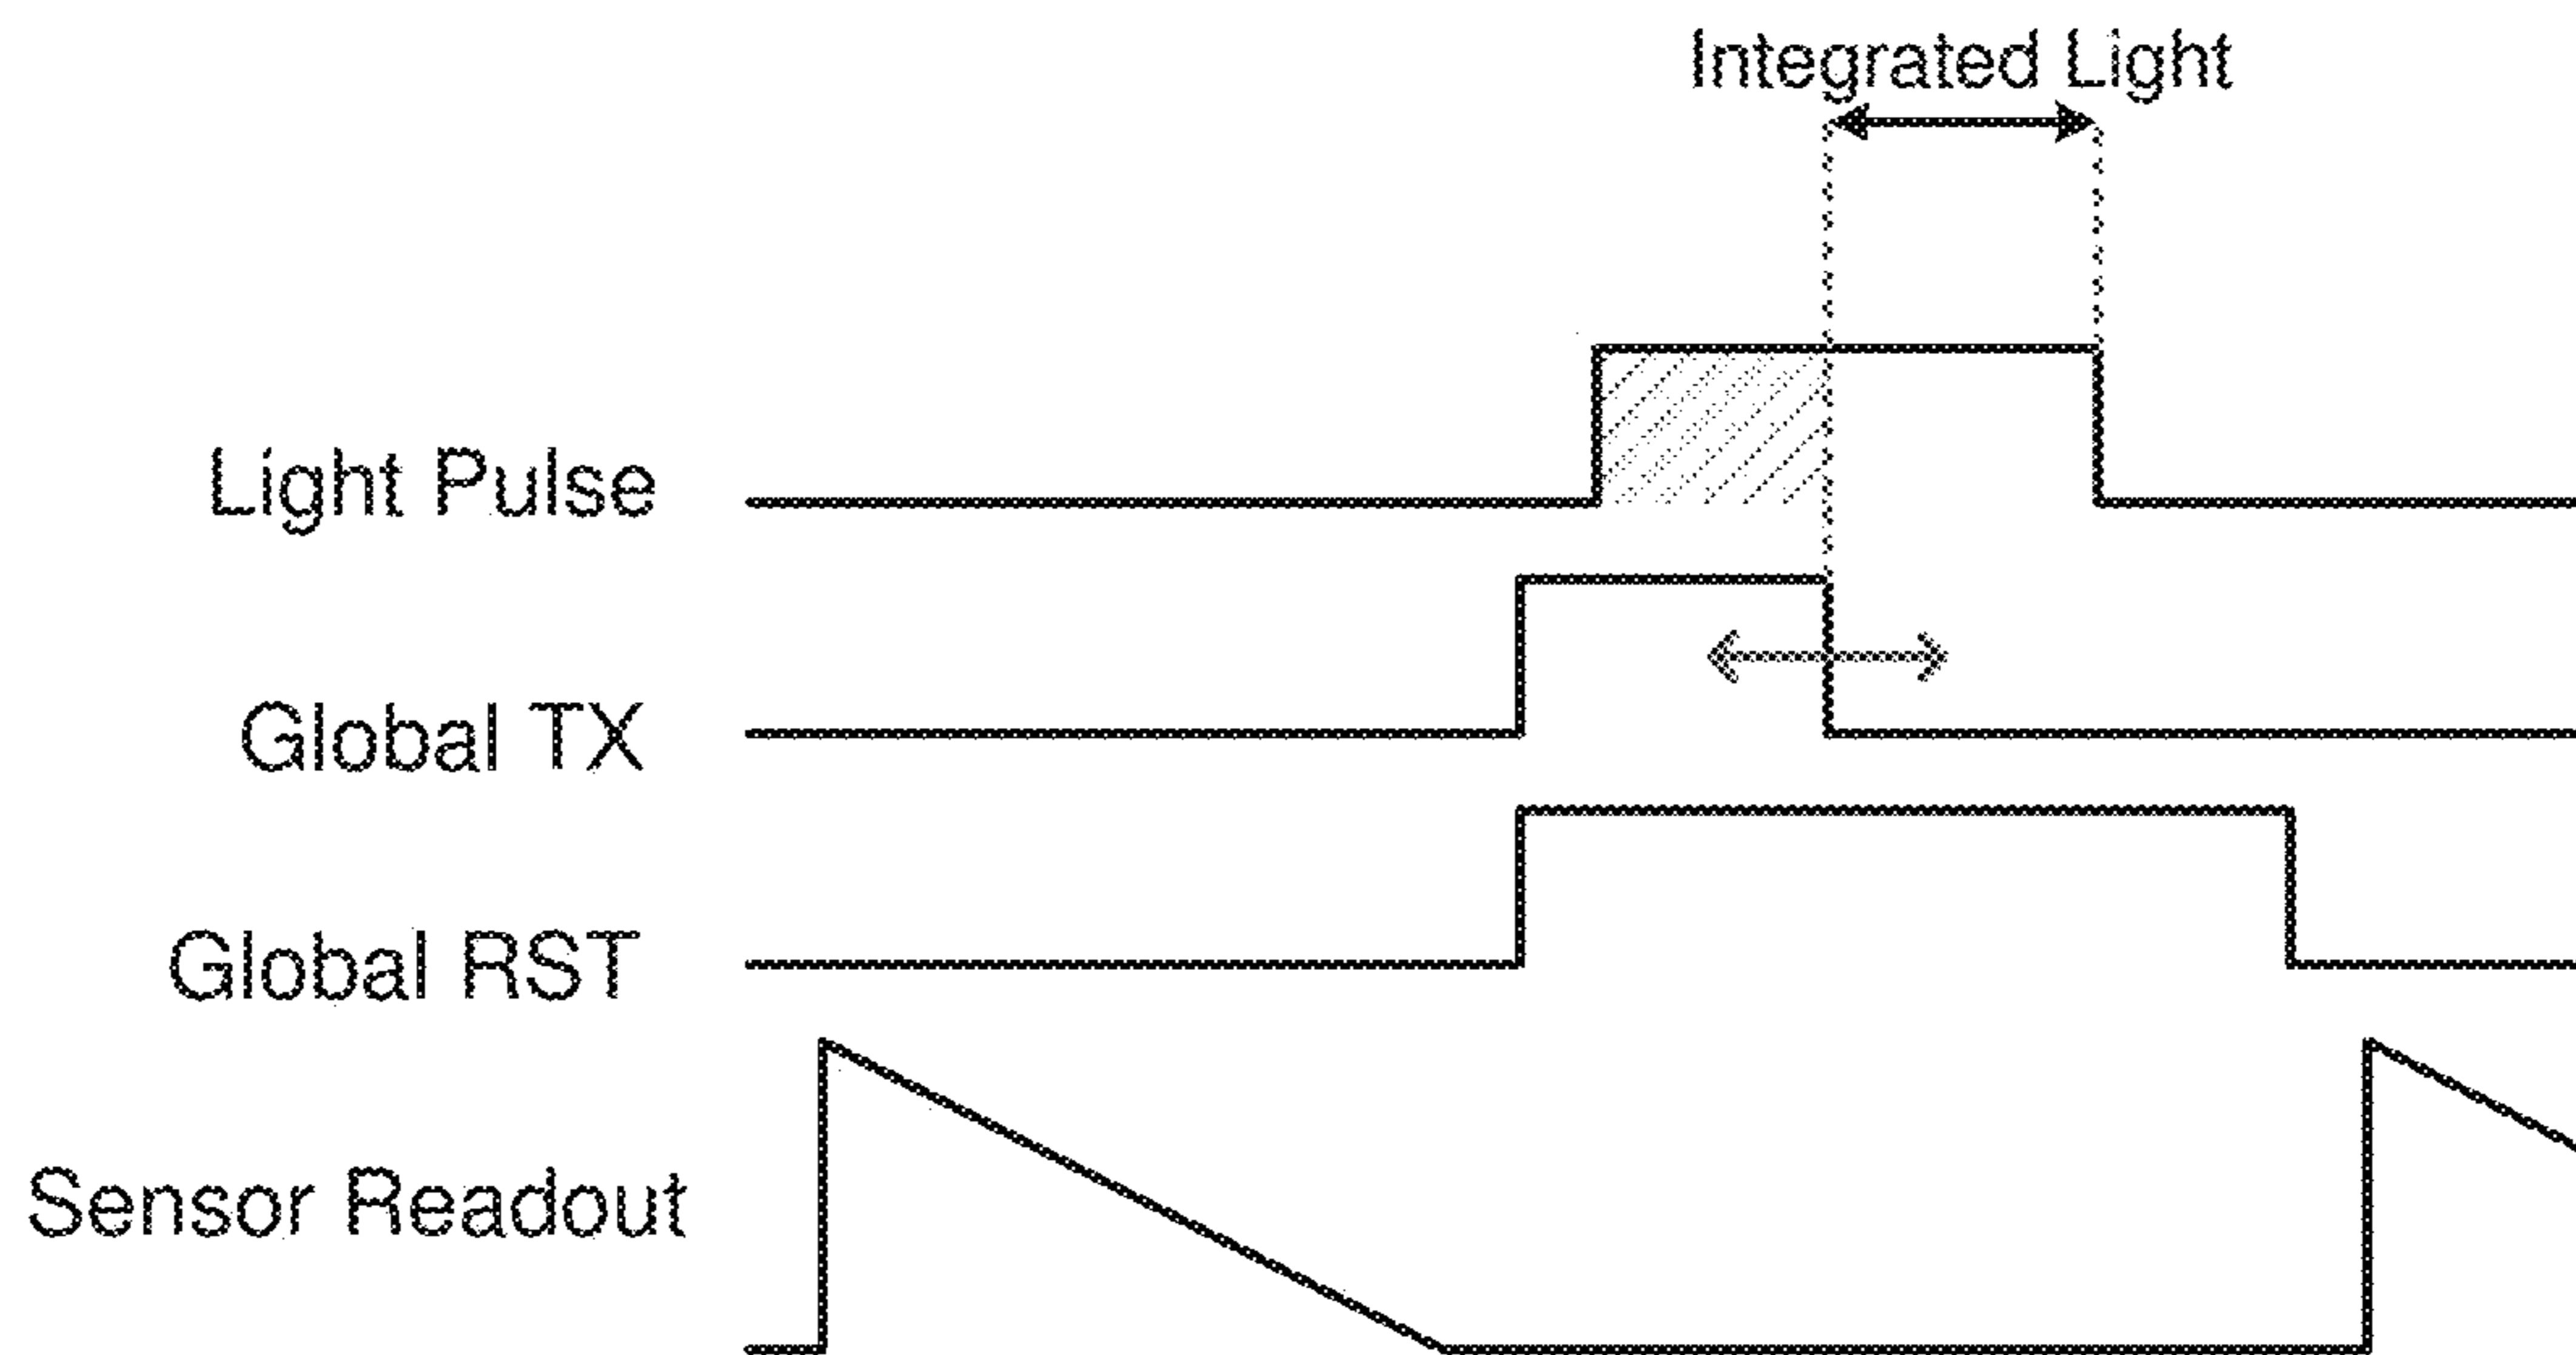 Integrated Light
Light Pulse
Global TX
Global RST
Sensor Readout